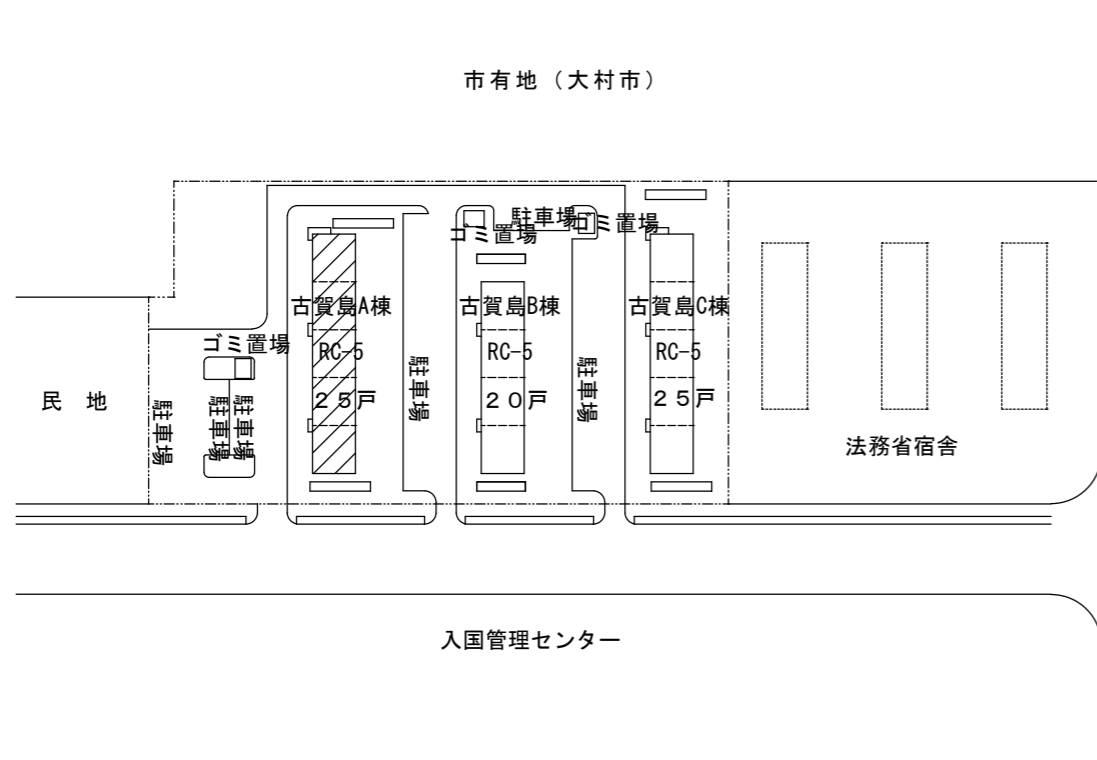 市有地（大村市）
駐車場
ゴミ置場
ゴミ置場
古賀島A棟
RC-5
２５戸
古賀島B棟
RC-5
２０戸
古賀島C棟
RC-5
２５戸
ゴミ置場
駐車場
駐車場
駐車場
駐車場
駐車場
民　地
法務省宿舎
入国管理センター